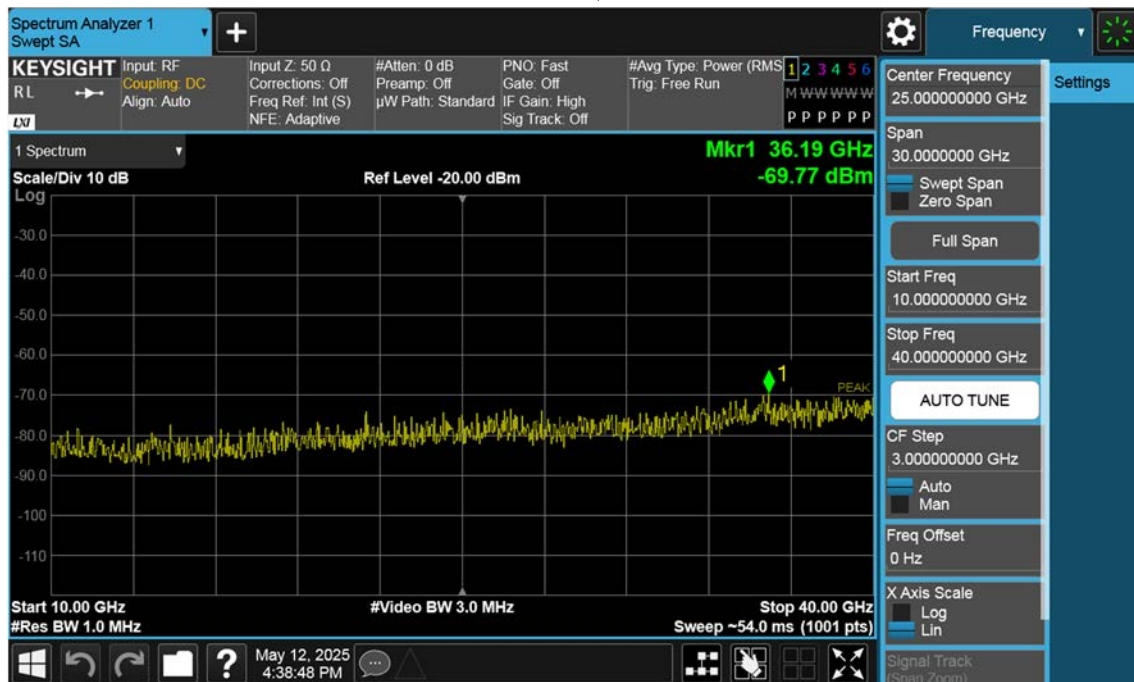 Spectrum Analyzer 1
Swept SA
Frequency
KEYSIGHT
RL
LXI
Input: RF
Coupling: DC
Align: Auto
Input Z: 50 Ω
Corrections: Off
Freq Ref: Int (S)
NFE: Adaptive
#Atten: 0 dB
Preamp: Off
µW Path: Standard
PNO: Fast
Gate: Off
IF Gain: High
Sig Track: Off
#Avg Type: Power (RMS
Trig: Free Run
1 2 3 4 5 6
M W W W W W
P P P P P P
1 Spectrum
Scale/Div 10 dB
Ref Level -20.00 dBm
Mkr1 36.19 GHz
-69.77 dBm
Log
-30.0
-40.0
-50.0
-60.0
-70.0
-80.0
-90.0
-100
-110
1
PEAK
Start 10.00 GHz
#Video BW 3.0 MHz
Stop 40.00 GHz
#Res BW 1.0 MHz
Sweep ~54.0 ms (1001 pts)
May 12, 2025
4:38:48 PM
Center Frequency
25.000000000 GHz
Span
30.0000000 GHz
Swept Span
Zero Span
Full Span
Start Freq
10.000000000 GHz
Stop Freq
40.000000000 GHz
AUTO TUNE
CF Step
3.000000000 GHz
Auto
Man
Freq Offset
0 Hz
X Axis Scale
Log
Lin
Signal Track
(Span Zoom)
Settings